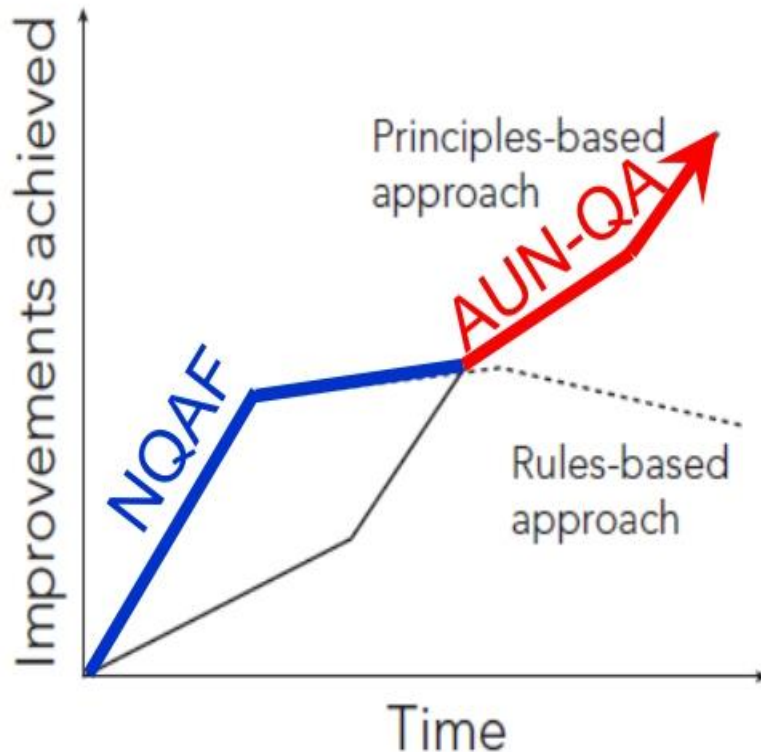 Improvements achieved
Principles-based
approach
AUN-QA
NQAF
Rules-based
approach
Time